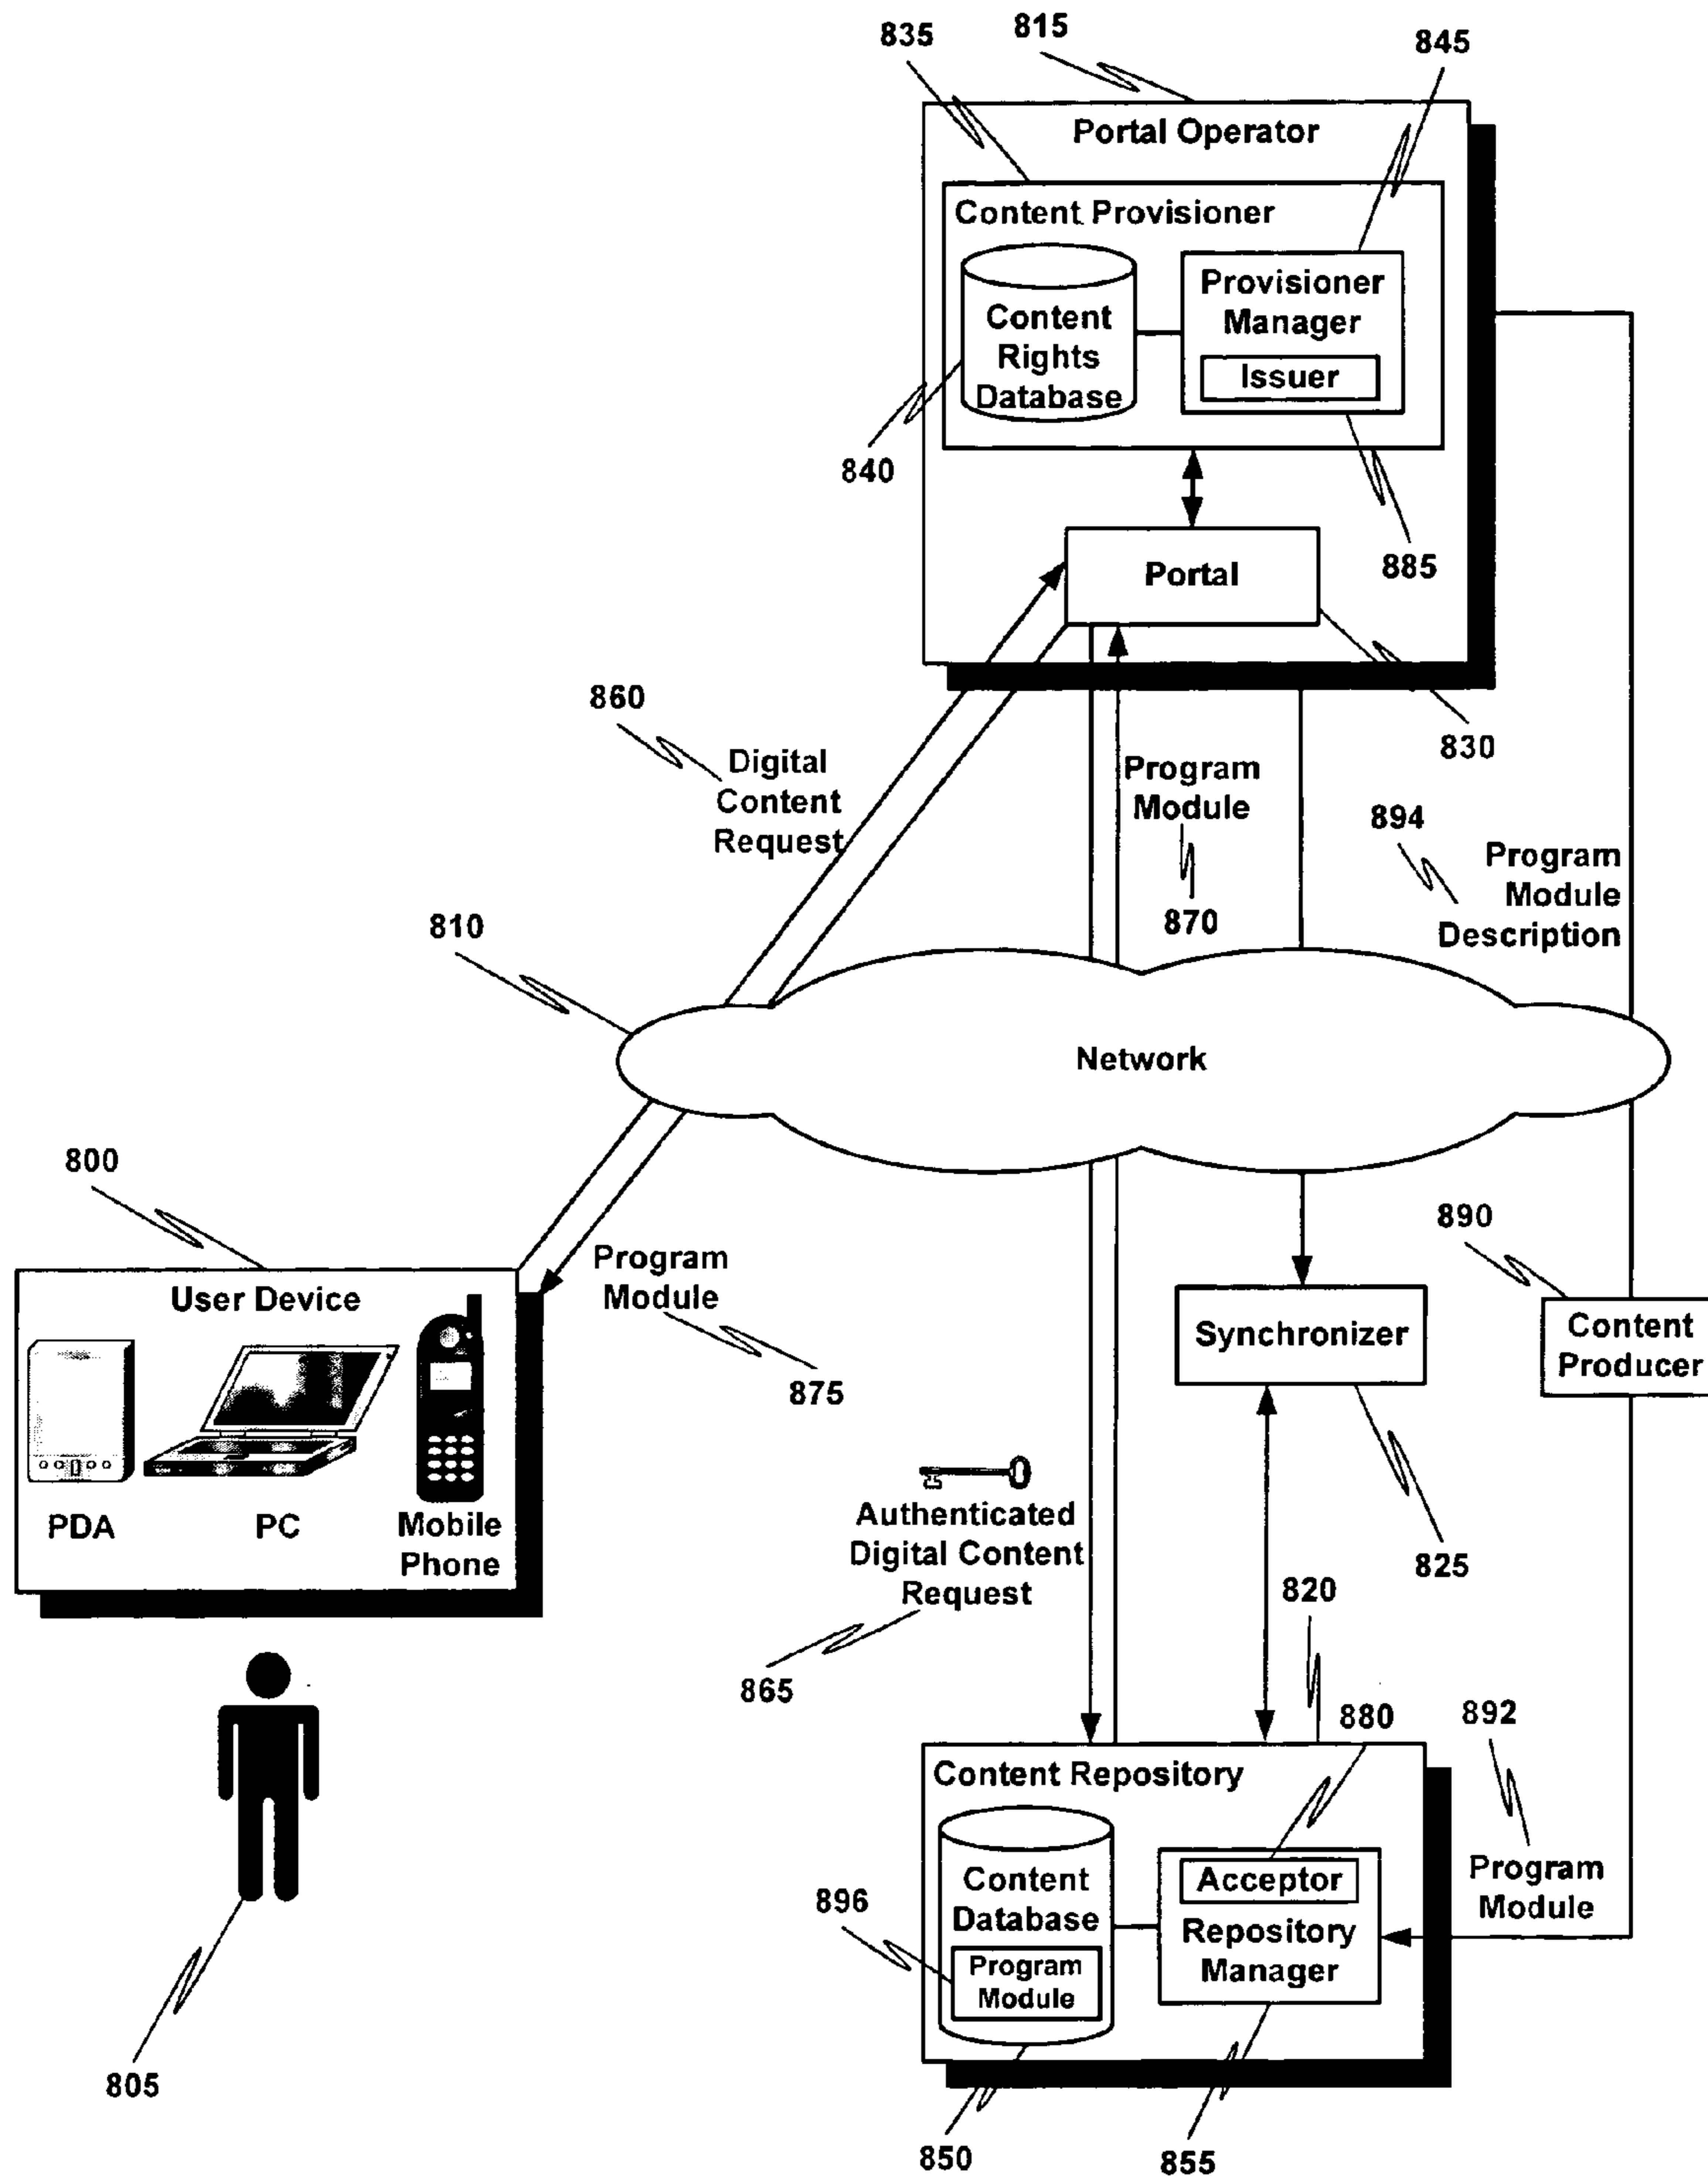 835
815
845
Portal Operator
Content Provisioner
Content
Rights
Database
Provisioner
Manager
Issuer
840
885
Portal
830
860
Digital
Content
Request
Program
Module
870
894
Program
Module
Description
810
Network
800
User Device
PDA
PC
Mobile
Phone
Program
Module
875
890
Content
Producer
Synchronizer
825
Authenticated
Digital Content
Request
865
820
880
892
Program
Module
Content Repository
Content
Database
Program
Module
896
Acceptor
Repository
Manager
805
850
855